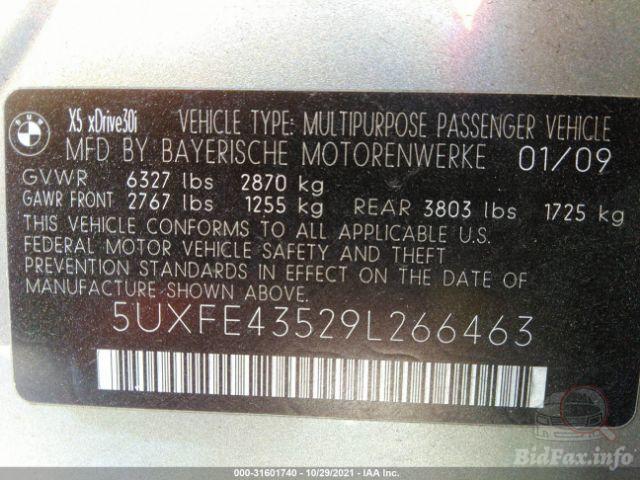 BMW
X5 xDrive30i VEHICLE TYPE: MULTIPURPOSE PASSENGER VEHICLE
MFD BY BAYERISCHE MOTORENWERKE 01/09
GVWR 6327 lbs 2870 kg
GAWR FRONT 2767 lbs 1255 kg REAR 3803 lbs 1725 kg
THIS VEHICLE CONFORMS TO ALL APPLICABLE U.S.
FEDERAL MOTOR VEHICLE SAFETY AND THEFT
PREVENTION STANDARDS IN EFFECT ON THE DATE OF
MANUFACTURE SHOWN ABOVE.
5UXFE43529L266463
BidFax.info
000-31601740 - 10/29/2021 - IAA Inc.